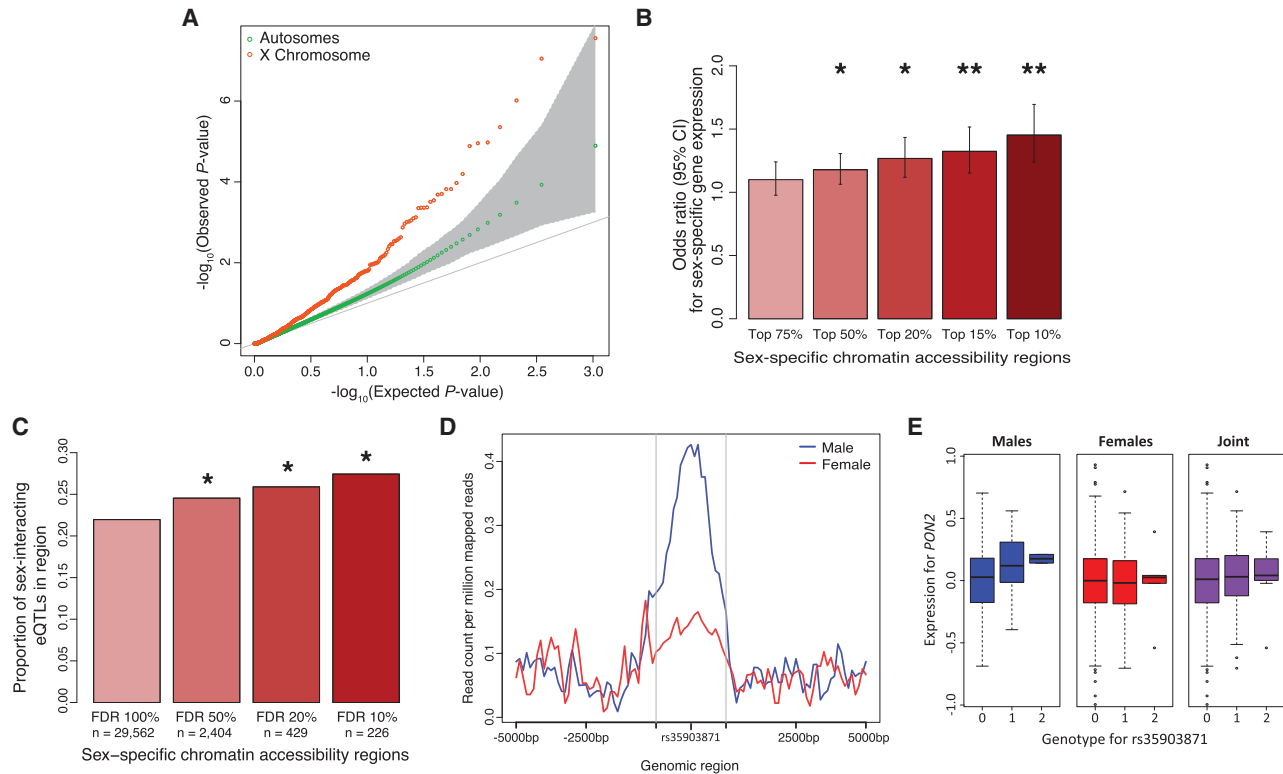 A
Autosomes
X Chromosome
-log10(Observed P-value)
0
2
4
6
0.0 0.5 1.0 1.5 2.0 2.5 3.0
-log10(Expected P-value)
B
Odds ratio (95% CI)
for sex-specific gene expression
0.0 0.5 1.0 1.5 2.0
* * ** **
Top 75% Top 50% Top 20% Top 15% Top 10%
Sex-specific chromatin accessibility regions
C
Proportion of sex-interacting
eQTLs in region
0.00 0.05 0.10 0.15 0.20 0.25 0.30
* * *
FDR 100% FDR 50% FDR 20% FDR 10%
n = 29,562 n = 2,404 n = 429 n = 226
Sex−specific chromatin accessibility regions
D
Male
Female
Read count per million mapped reads
0.0 0.1 0.2 0.3 0.4
-5000bp -2500bp rs35903871 2500bp 5000bp
Genomic region
E
Males Females Joint
Expression for PON2
-1.0 -0.5 0.0 0.5 1.0
0 1 2 0 1 2 0 1 2
Genotype for rs35903871